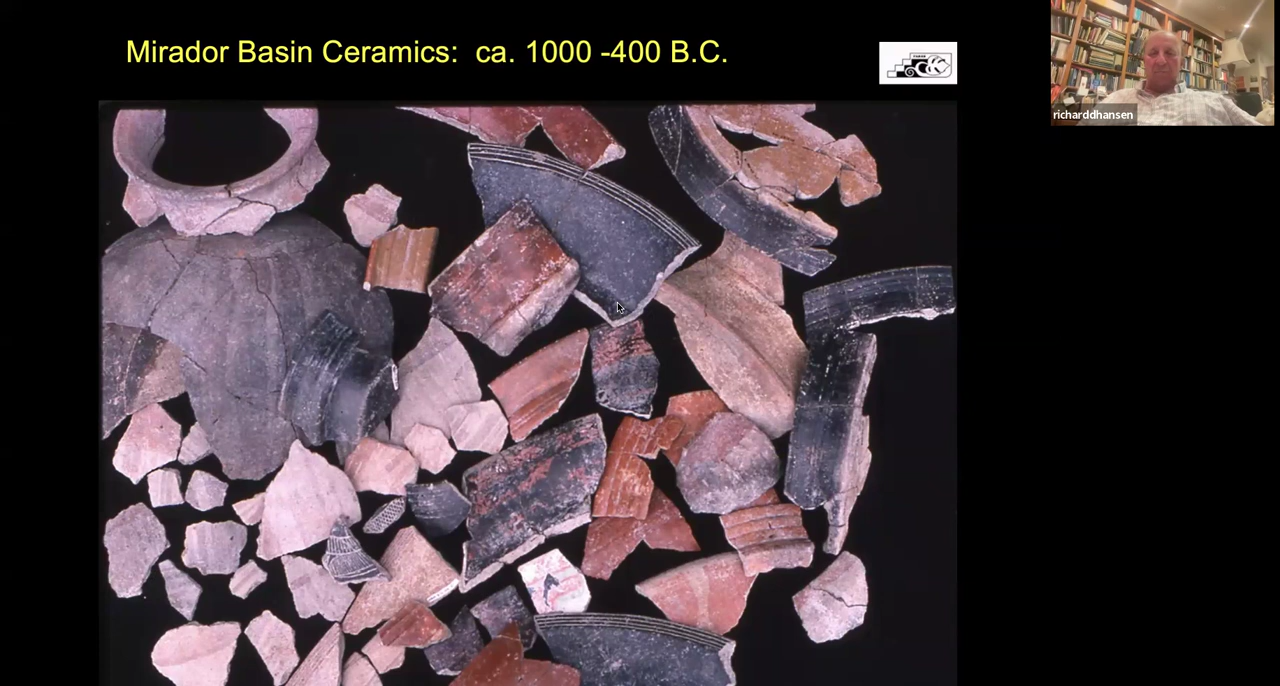 Mirador Basin Ceramics:  ca. 1000 -400 B.C.
richarddhansen